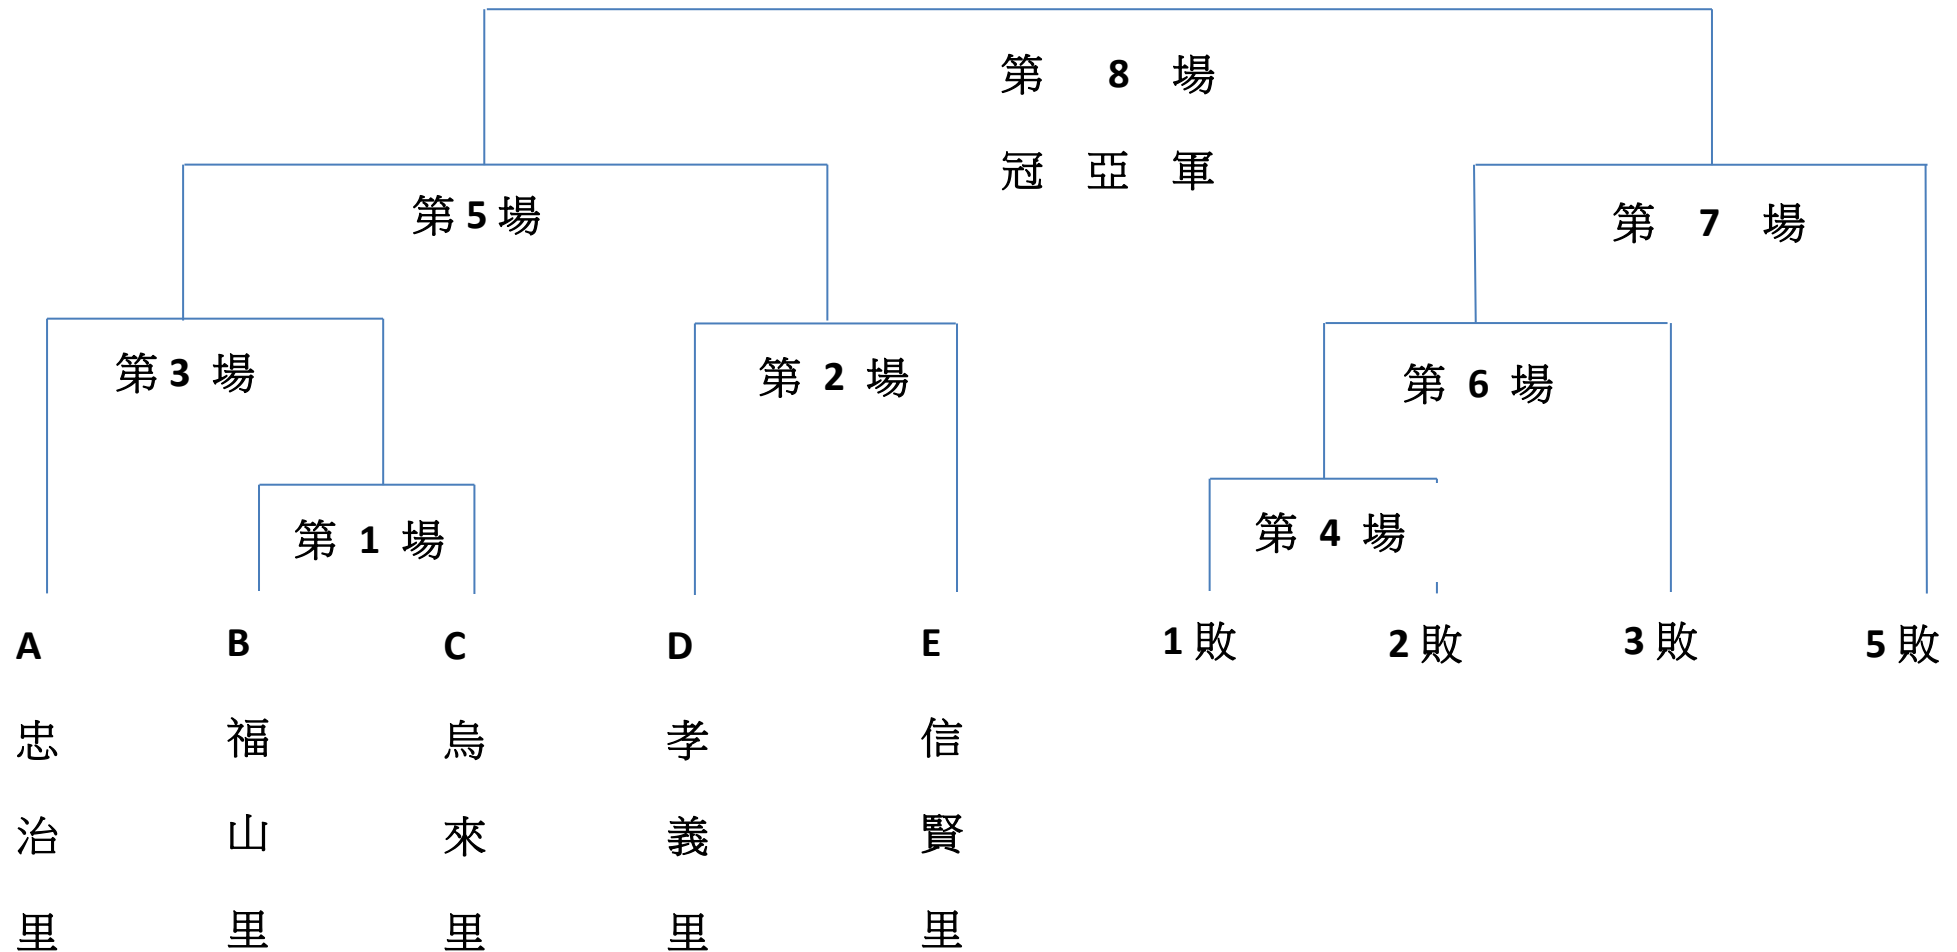 第 8 場
冠 亞 軍
第 5 場
第 7 場
第 3 場
第 2 場
第 6 場
第 1 場
第 4 場
A
忠治里
B
福山里
C
烏來里
D
孝義里
E
信賢里
1 敗
2 敗
3 敗
5 敗